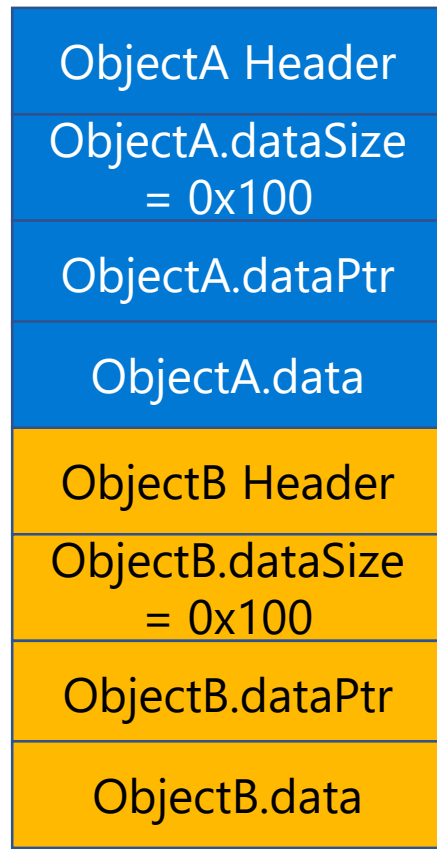 ObjectA Header
ObjectA.dataSize
= 0x100
ObjectA.dataPtr
ObjectA.data
ObjectB Header
ObjectB.dataSize
= 0x100
ObjectB.dataPtr
ObjectB.data